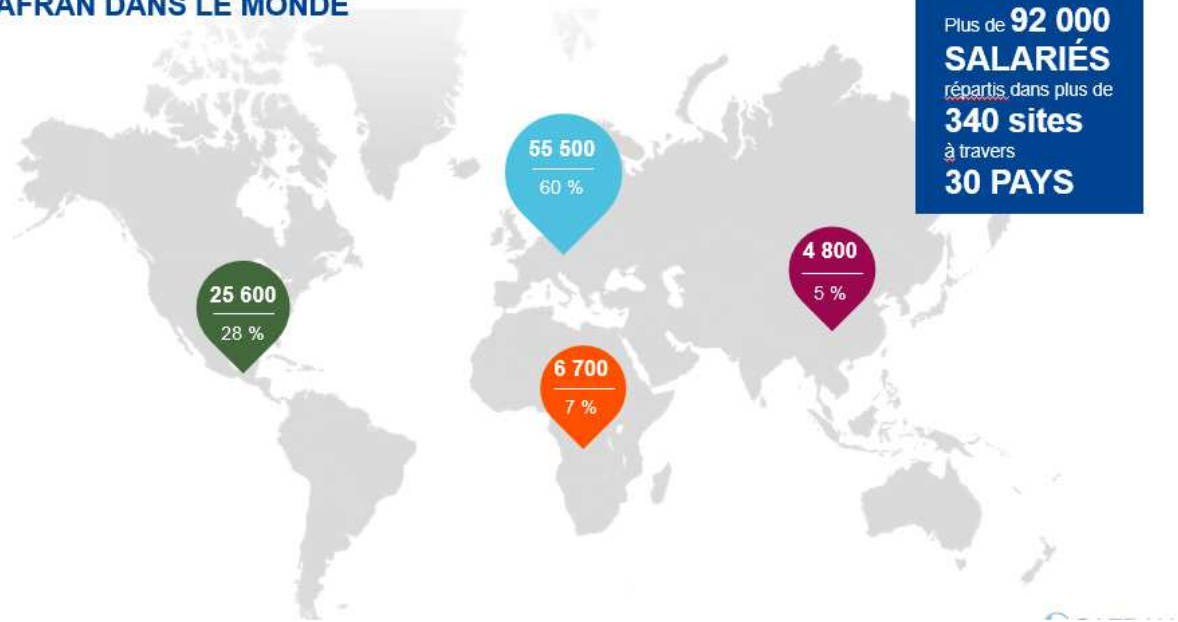 AFRAN DANS LE MONDE
Plus de 92 000
SALARIÉS
répartis dans plus de
340 sites
à travers
30 PAYS
55 500
60 %
4 800
5 %
25 600
28 %
6 700
7 %